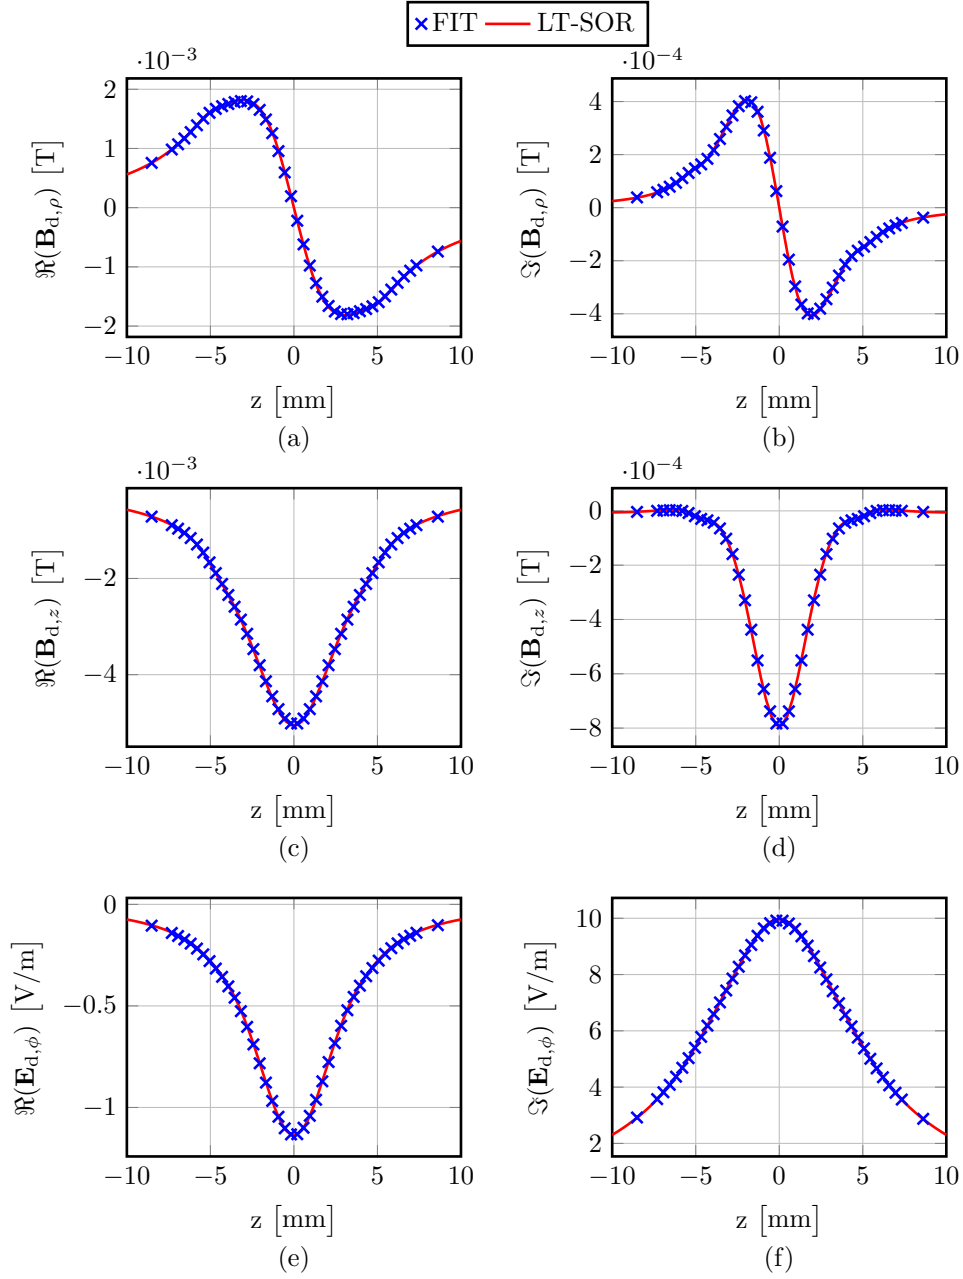 FIT LT-SOR
·10⁻³ ·10⁻⁴
2
1
0
−1
−2
ℜ(B_d,ρ) [T]
−10 −5 0 5 10
z [mm]
(a)
4
2
0
−2
−4
ℑ(B_d,ρ) [T]
−10 −5 0 5 10
z [mm]
(b)
·10⁻³ ·10⁻⁴
−2
−4
ℜ(B_d,z) [T]
−10 −5 0 5 10
z [mm]
(c)
0
−2
−4
−6
−8
ℑ(B_d,z) [T]
−10 −5 0 5 10
z [mm]
(d)
0
−0.5
−1
ℜ(E_d,ϕ) [V/m]
−10 −5 0 5 10
z [mm]
(e)
10
8
6
4
2
ℑ(E_d,ϕ) [V/m]
−10 −5 0 5 10
z [mm]
(f)